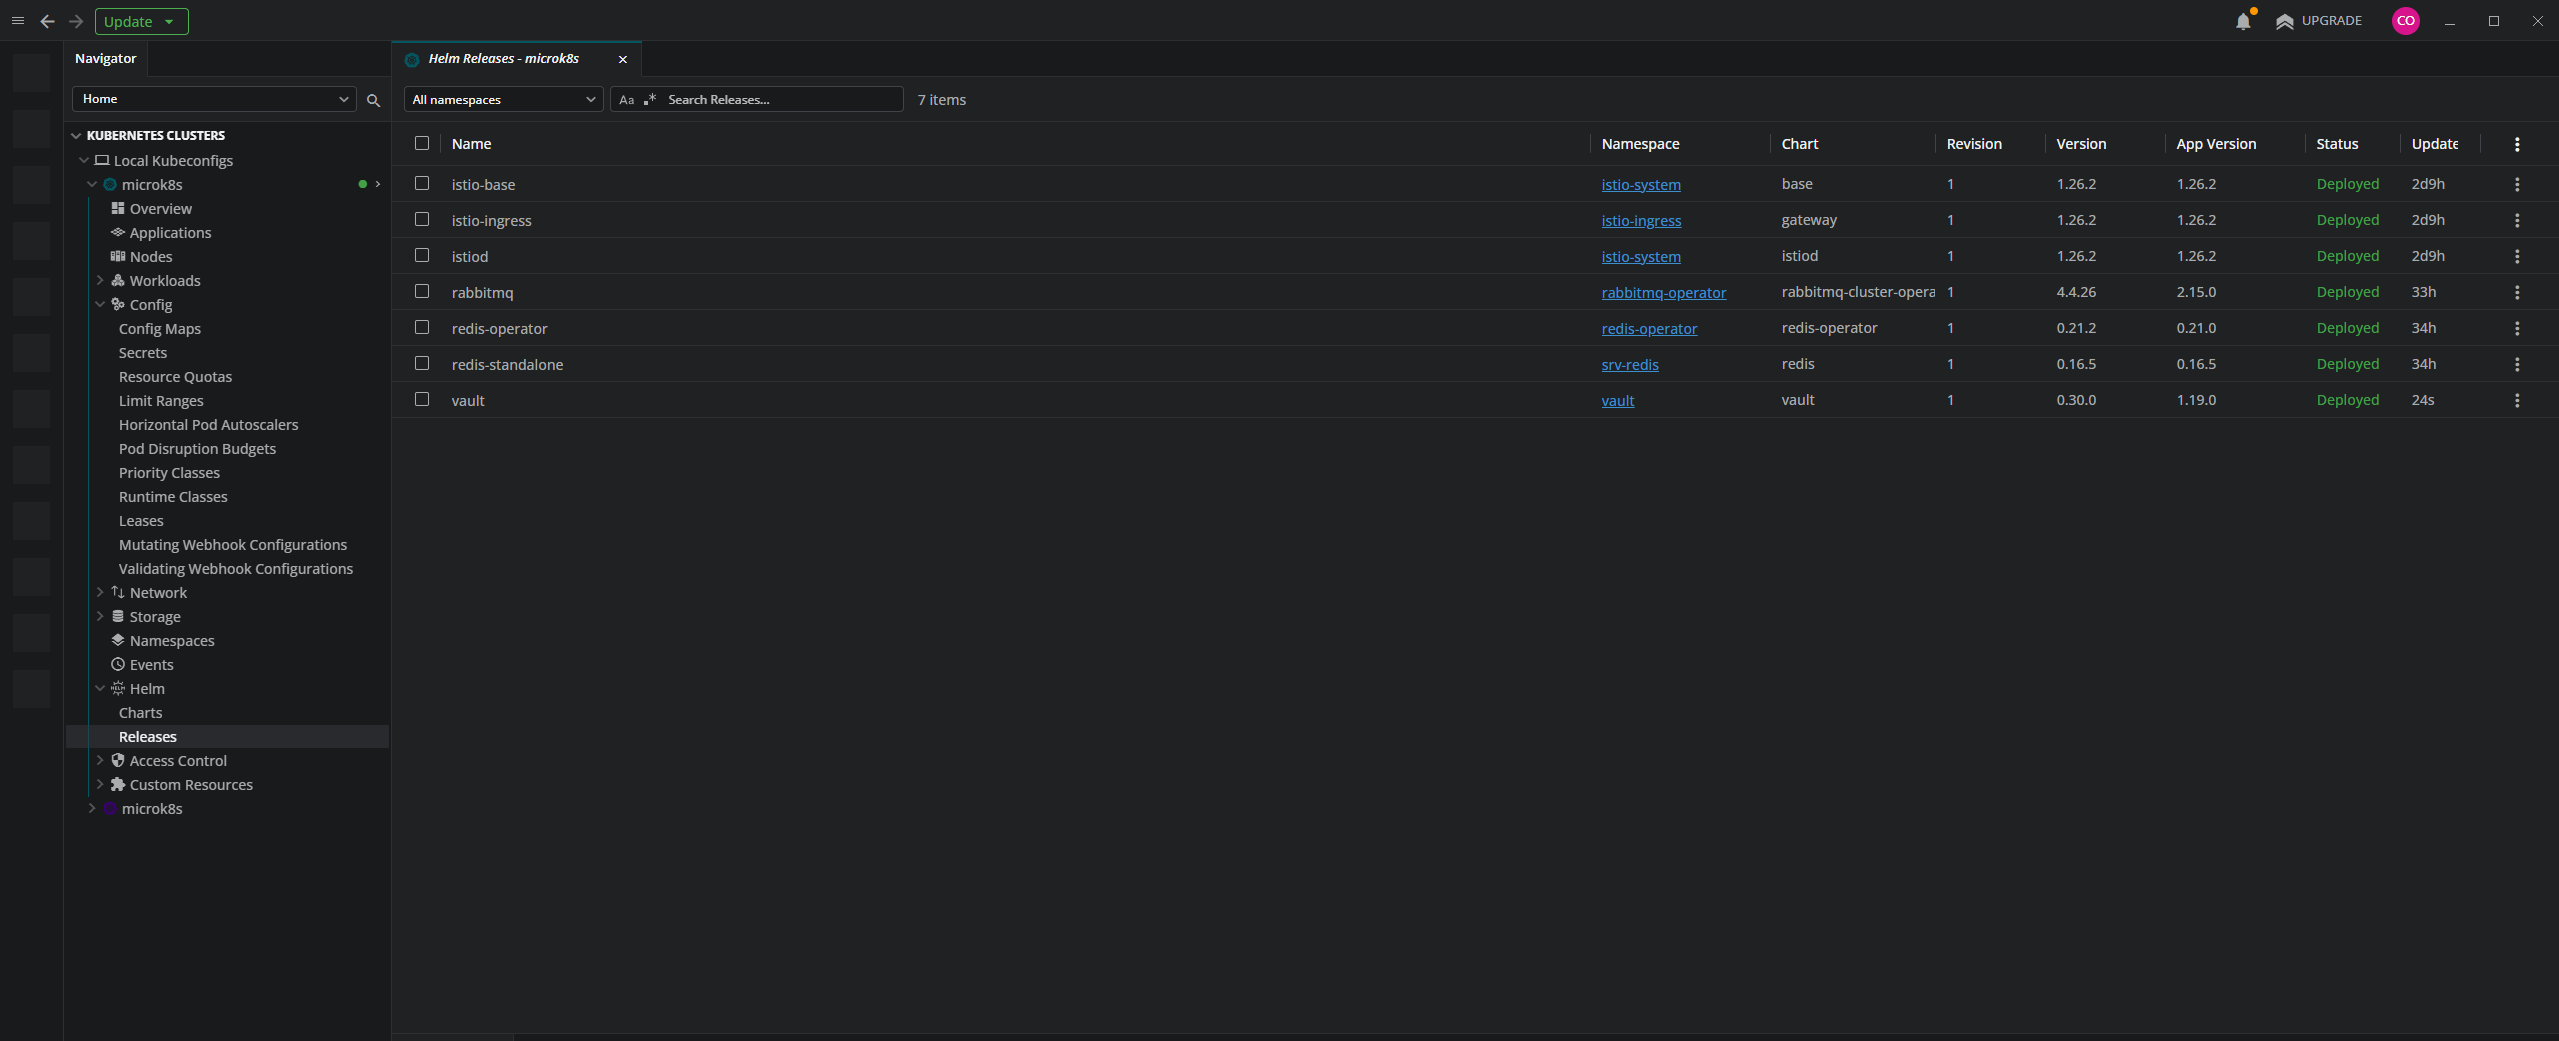 Update
UPGRADE
CO
Navigator
Helm Releases - microk8s
Home
All namespaces
Aa .* Search Releases...
7 items
KUBERNETES CLUSTERS
Local Kubeconfigs
microk8s
Overview
Applications
Nodes
Workloads
Config
Config Maps
Secrets
Resource Quotas
Limit Ranges
Horizontal Pod Autoscalers
Pod Disruption Budgets
Priority Classes
Runtime Classes
Leases
Mutating Webhook Configurations
Validating Webhook Configurations
Network
Storage
Namespaces
Events
HELM Helm
Charts
Releases
Access Control
Custom Resources
microk8s
Name Namespace Chart Revision Version App Version Status Update
istio-base istio-system base 1 1.26.2 1.26.2 Deployed 2d9h
istio-ingress istio-ingress gateway 1 1.26.2 1.26.2 Deployed 2d9h
istiod istio-system istiod 1 1.26.2 1.26.2 Deployed 2d9h
rabbitmq rabbitmq-operator rabbitmq-cluster-opera 1 4.4.26 2.15.0 Deployed 33h
redis-operator redis-operator redis-operator 1 0.21.2 0.21.0 Deployed 34h
redis-standalone srv-redis redis 1 0.16.5 0.16.5 Deployed 34h
vault vault vault 1 0.30.0 1.19.0 Deployed 24s